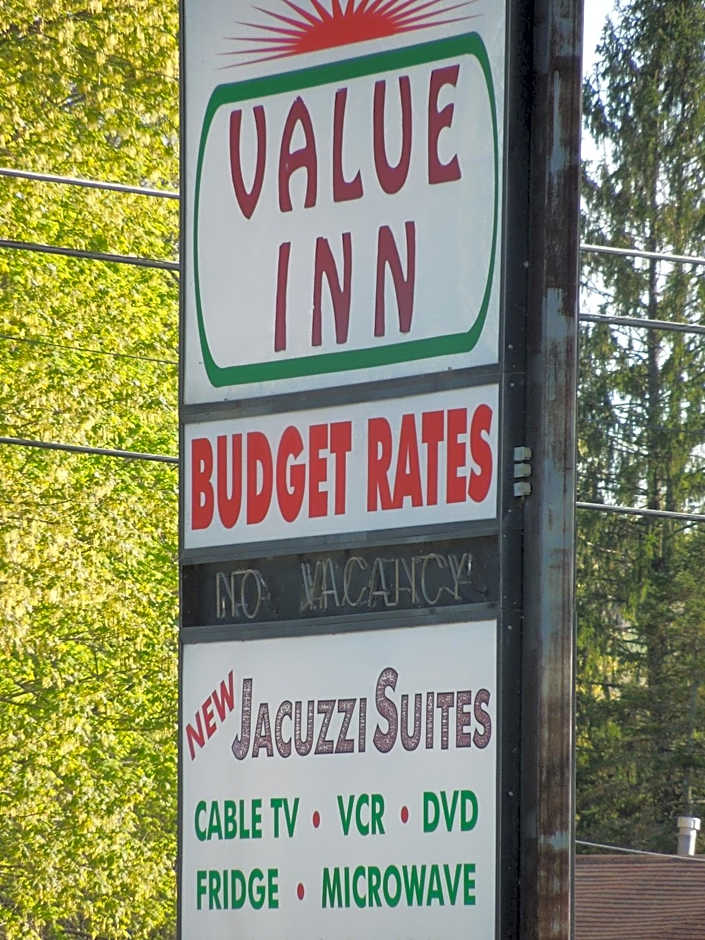 VALUE
INN
BUDGET RATES
NO VACANCY
NEW JACUZZI SUITES
CABLE TV • VCR • DVD
FRIDGE • MICROWAVE